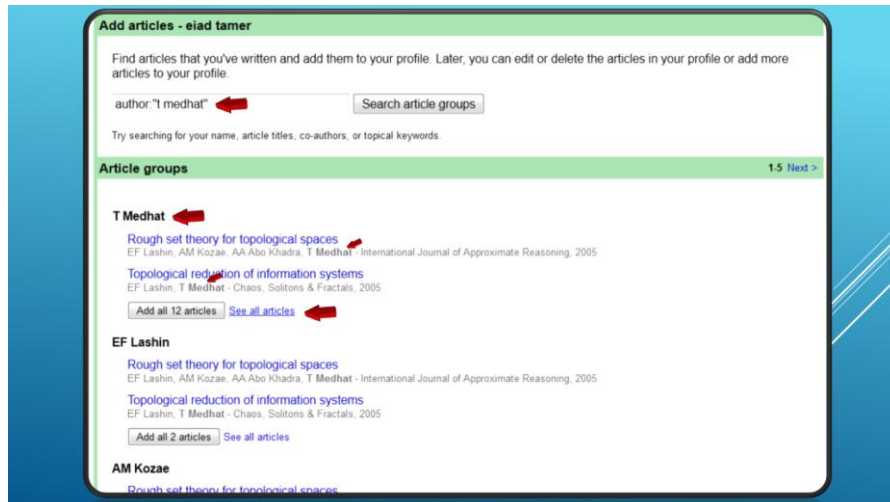 Add articles - eiad tamer
Find articles that you've written and add them to your profile. Later, you can edit or delete the articles in your profile or add more
articles to your profile.
author:"t medhat"
Search article groups
Try searching for your name, article titles, co-authors, or topical keywords.
Article groups
1-5 Next >
T Medhat
Rough set theory for topological spaces
EF Lashin, AM Kozae, AA Abo Khadra, T Medhat - International Journal of Approximate Reasoning, 2005
Topological reduction of information systems
EF Lashin, T Medhat - Chaos, Solitons & Fractals, 2005
Add all 12 articles See all articles
EF Lashin
Rough set theory for topological spaces
EF Lashin, AM Kozae, AA Abo Khadra, T Medhat - International Journal of Approximate Reasoning, 2005
Topological reduction of information systems
EF Lashin, T Medhat - Chaos, Solitons & Fractals, 2005
Add all 2 articles See all articles
AM Kozae
Rough set theory for topological spaces